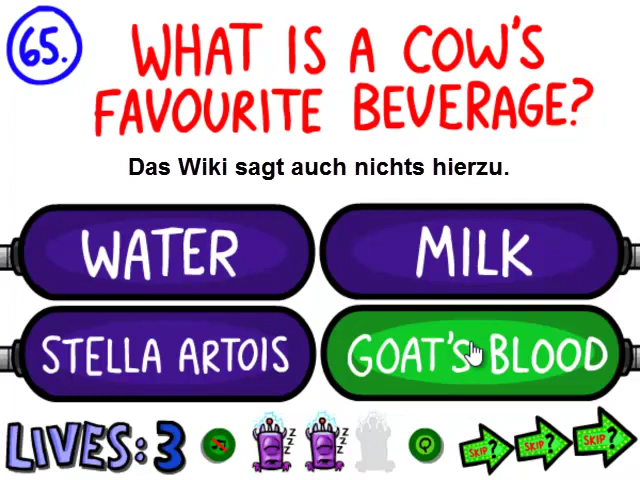 65.
WHAT IS A COW'S
FAVOURITE BEVERAGE?
Das Wiki sagt auch nichts hierzu.
WATER
MILK
STELLA ARTOIS
GOAT'S BLOOD
LIVES: 3
z z z
z z z
SKIP?
SKIP?
SKIP?